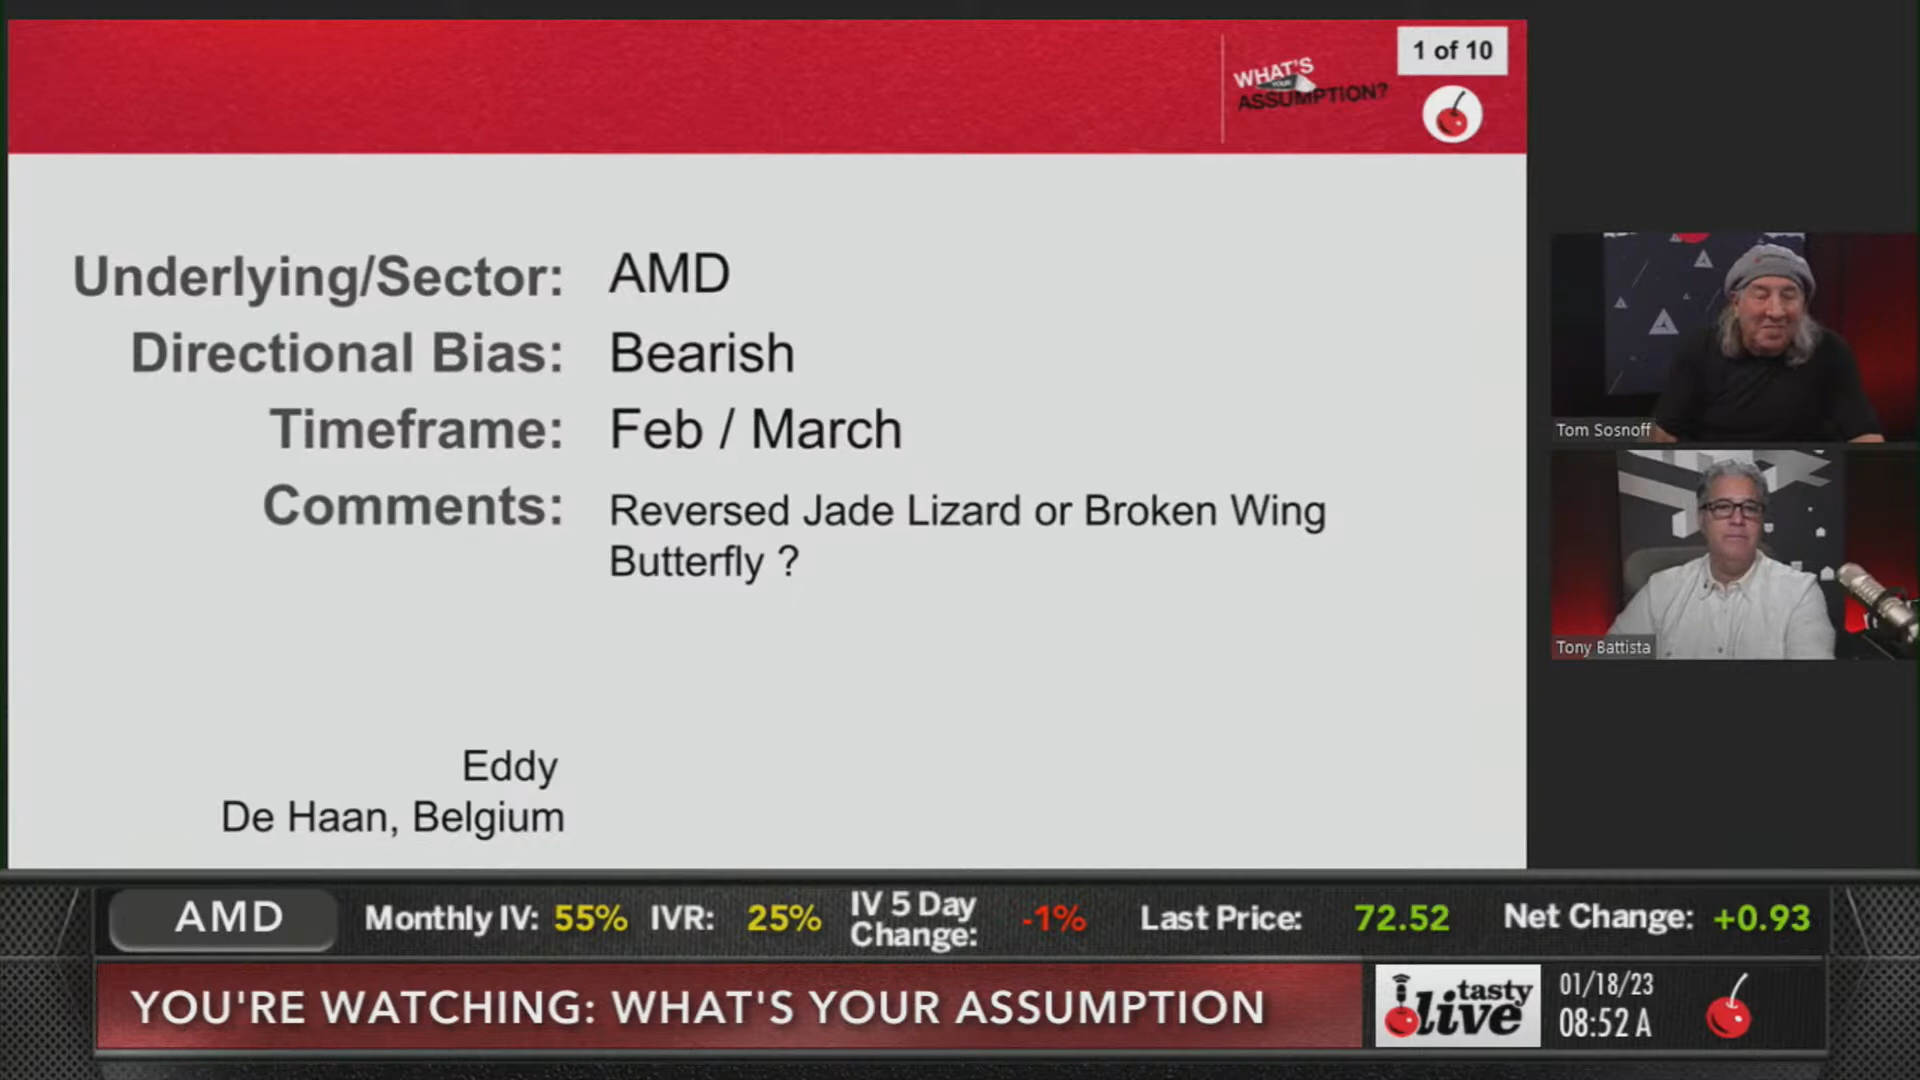 WHAT'S
YOUR
ASSUMPTION?
1 of 10
Underlying/Sector: AMD
Directional Bias: Bearish
Timeframe: Feb / March
Comments: Reversed Jade Lizard or Broken Wing
Butterfly ?
Eddy
De Haan, Belgium
Tom Sosnoff
Tony Battista
AMD Monthly IV: 55% IVR: 25% IV 5 Day Change: -1% Last Price: 72.52 Net Change: +0.93
YOU'RE WATCHING: WHAT'S YOUR ASSUMPTION
tasty
live
01/18/23
08:52 A